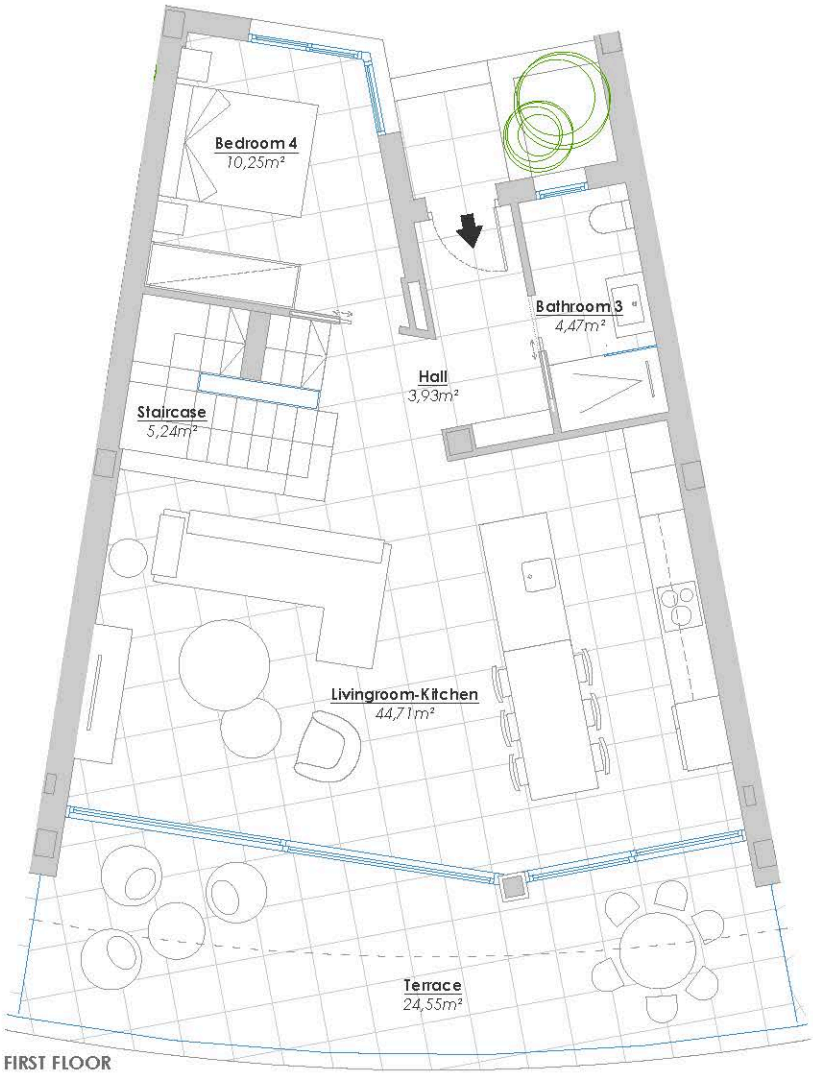 Bedroom 4
10,25m²
Bathroom 3
4,47m²
Hall
3,93m²
Staircase
5,24m²
Livingroom-Kitchen
44,71m²
Terrace
24,55m²
FIRST FLOOR